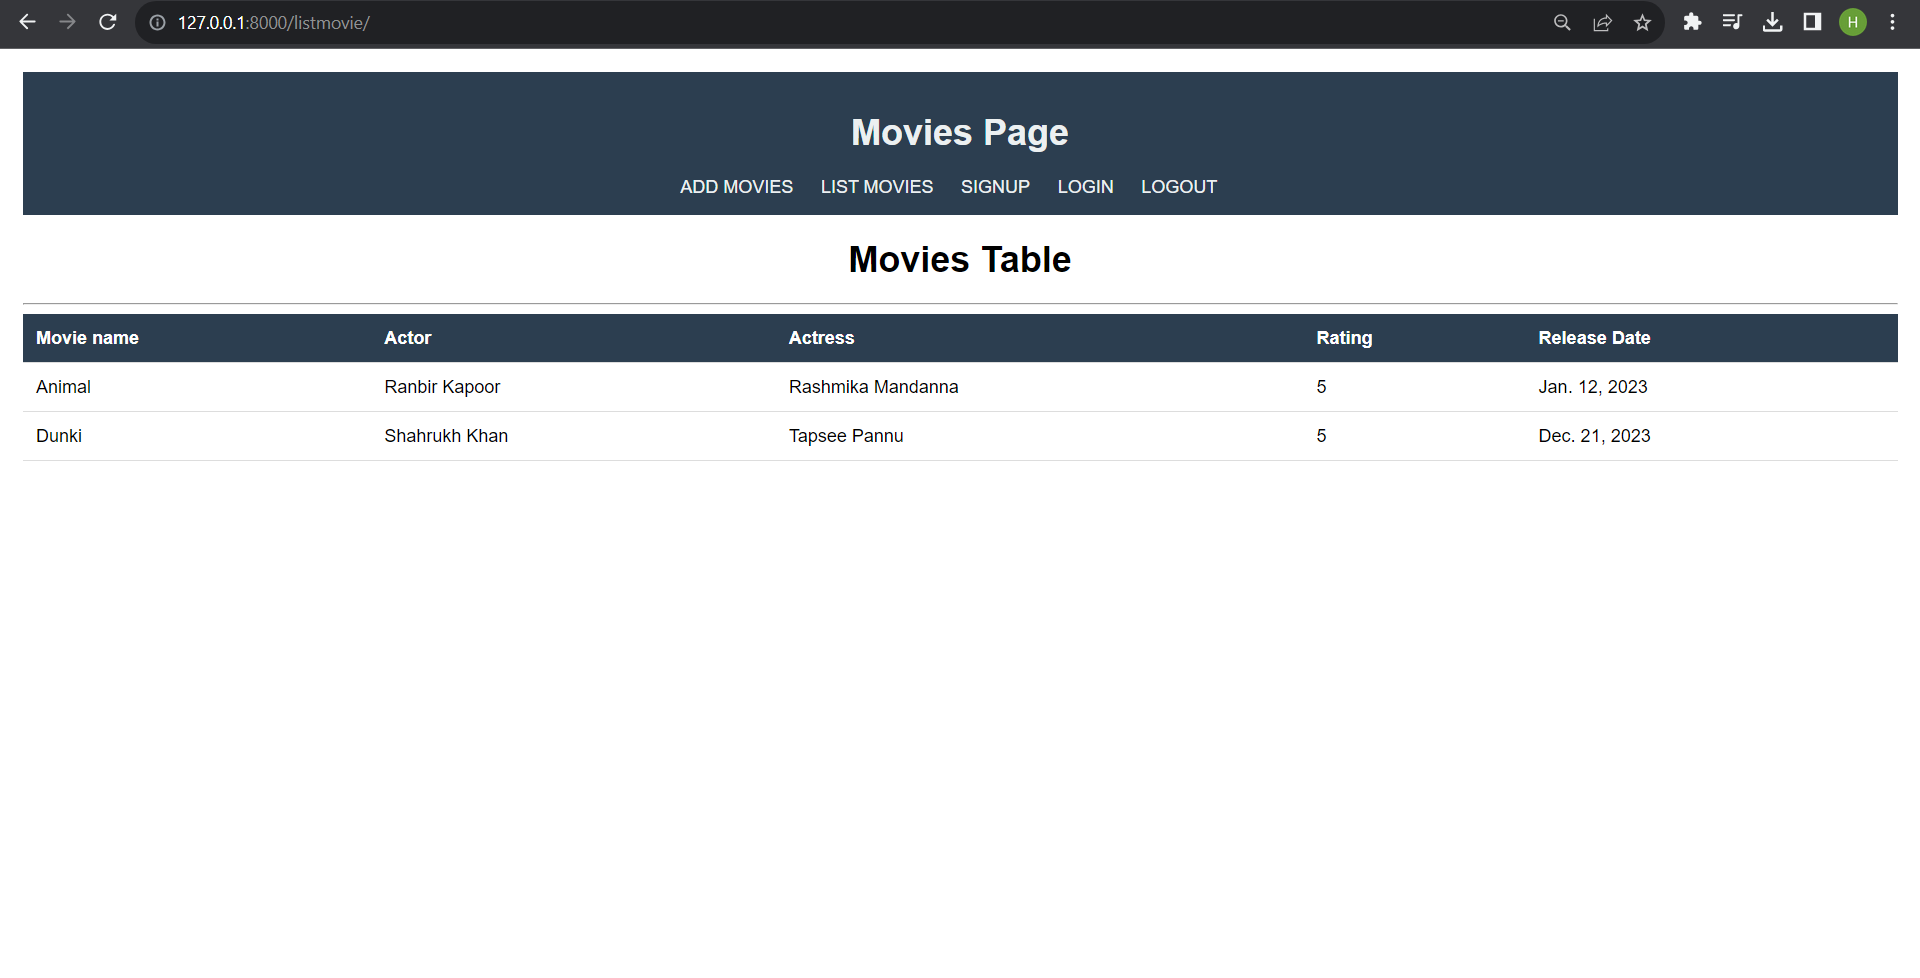 127.0.0.1:8000/listmovie/
H
Movies Page
ADD MOVIES LIST MOVIES SIGNUP LOGIN LOGOUT
Movies Table
Movie name Actor Actress Rating Release Date
Animal Ranbir Kapoor Rashmika Mandanna 5 Jan. 12, 2023
Dunki Shahrukh Khan Tapsee Pannu 5 Dec. 21, 2023